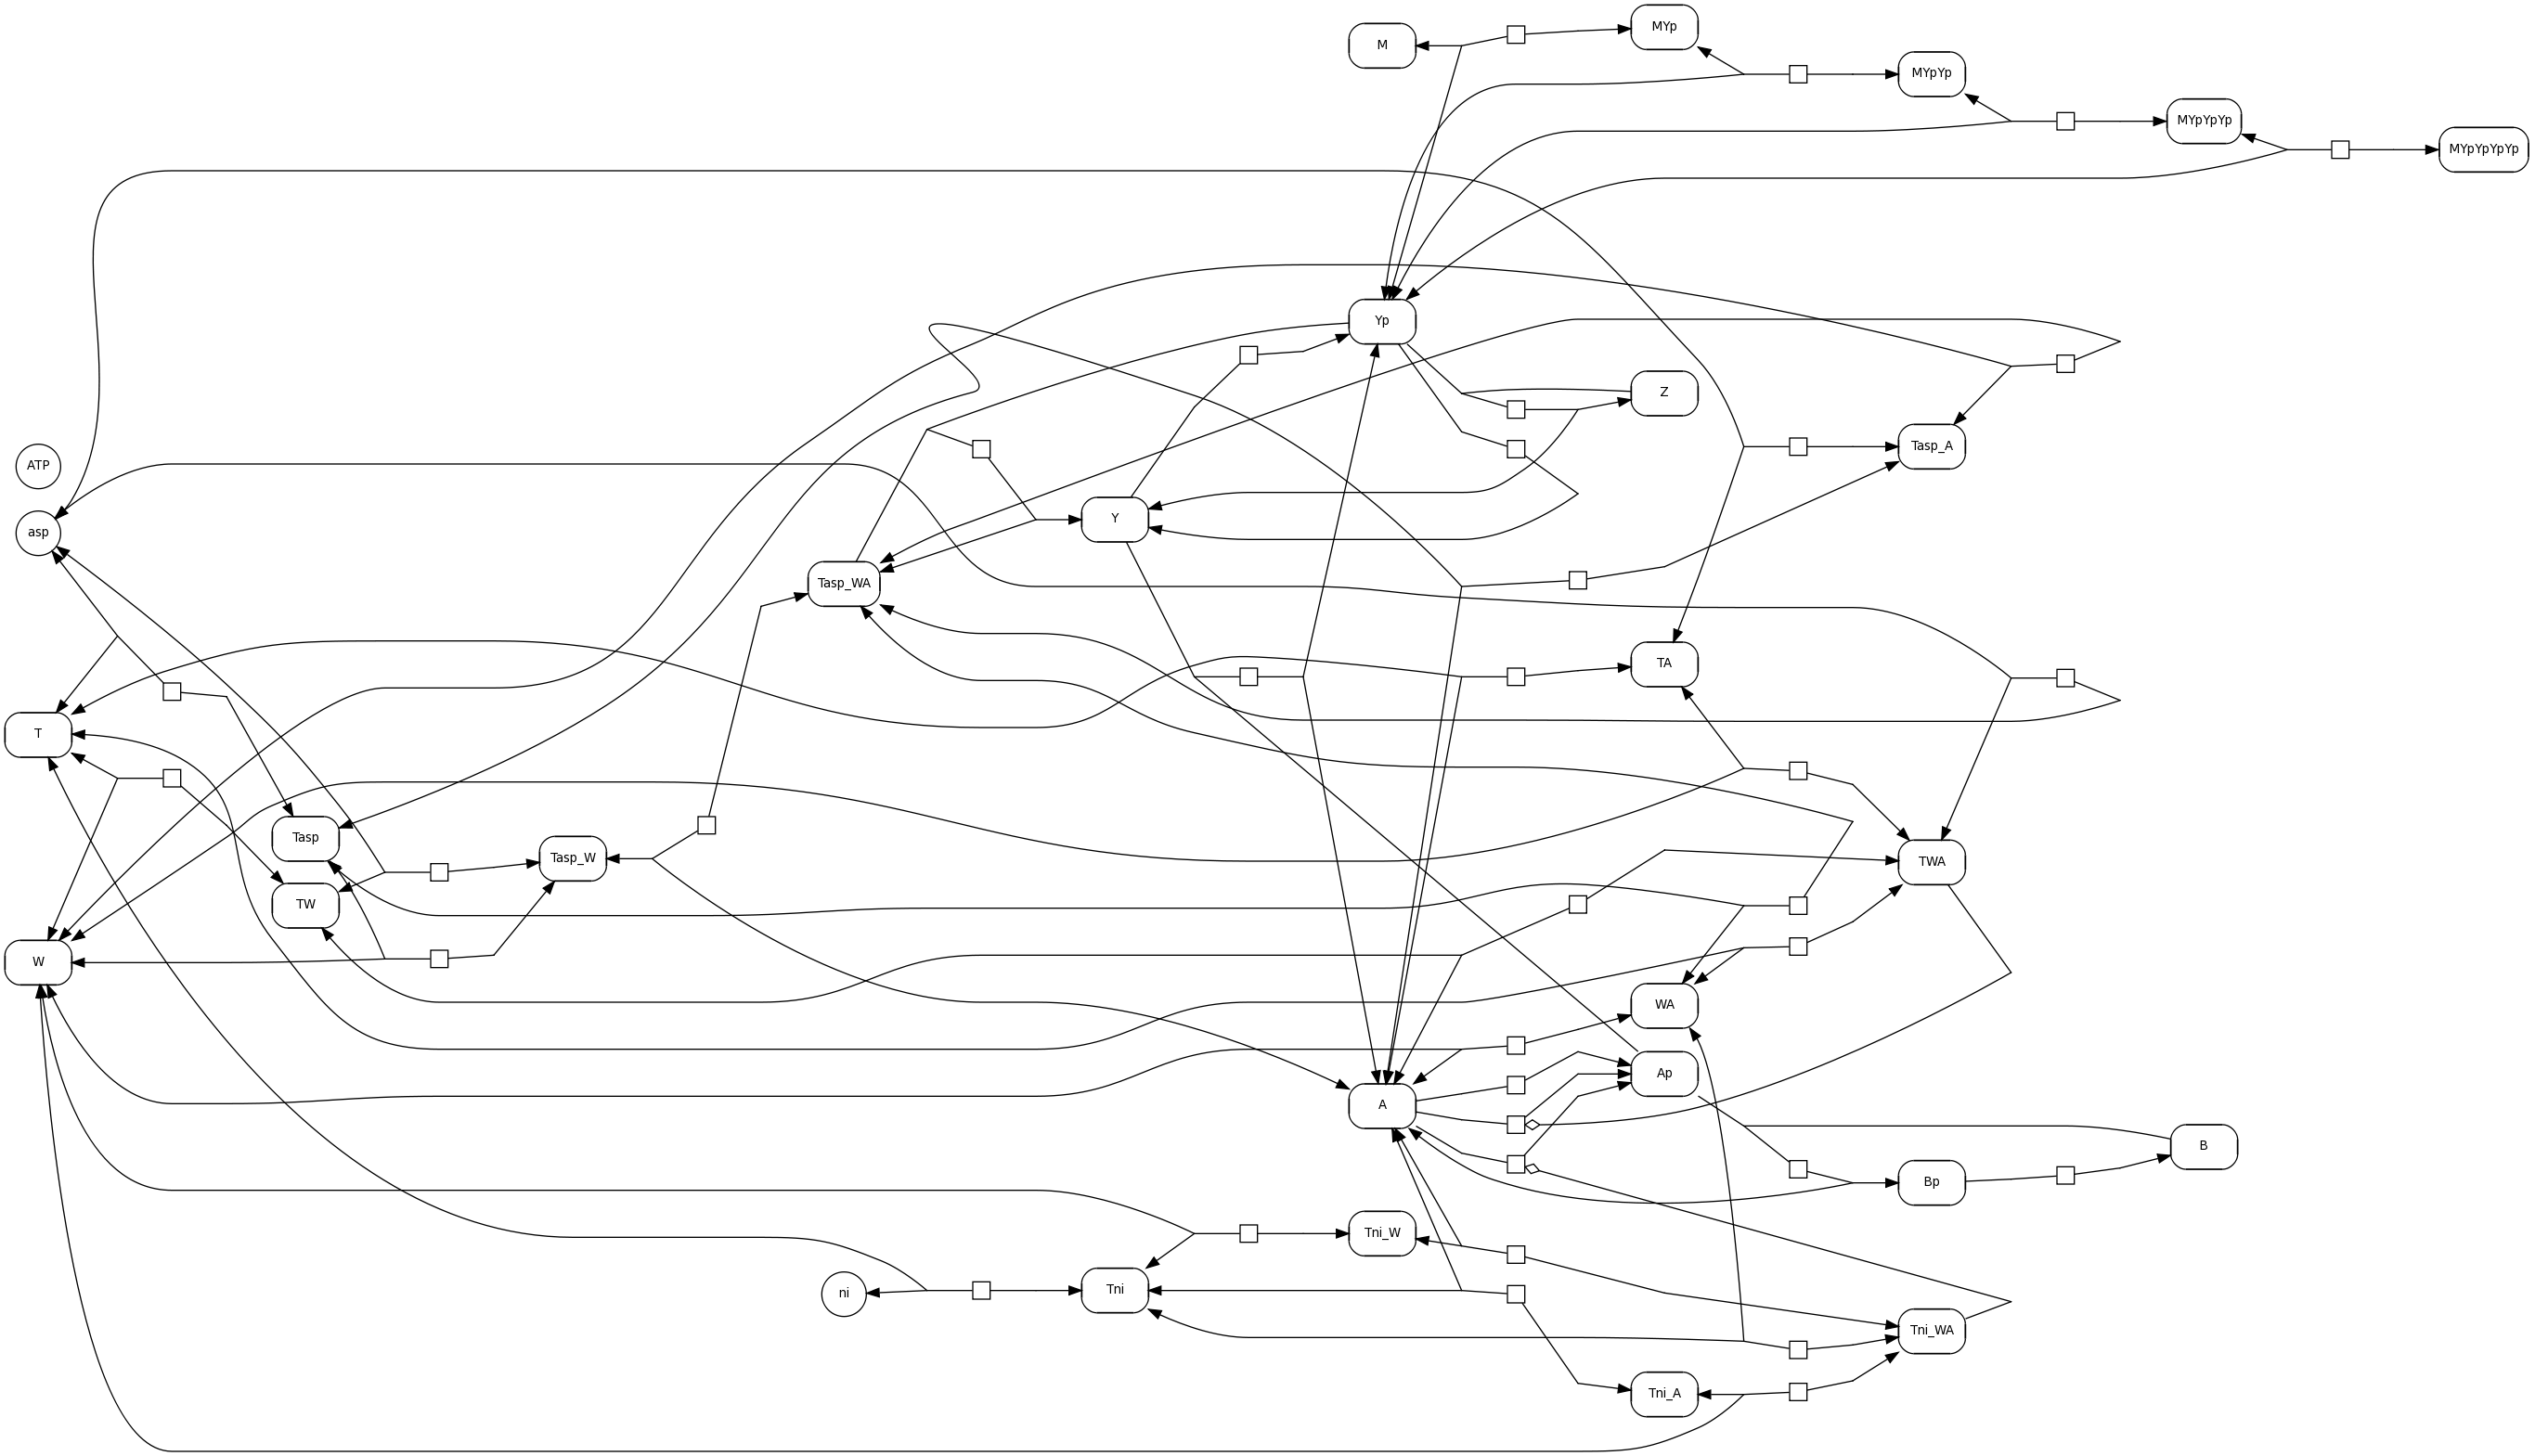 MYp
M
MYpYp
MYpYpYp
MYpYpYpYp
Yp
Z
Tasp_A
ATP
asp
Y
Tasp_WA
TA
T
Tasp
Tasp_W
TWA
TW
W
WA
Ap
A
B
Bp
Tni_W
Tni
ni
Tni_WA
Tni_A